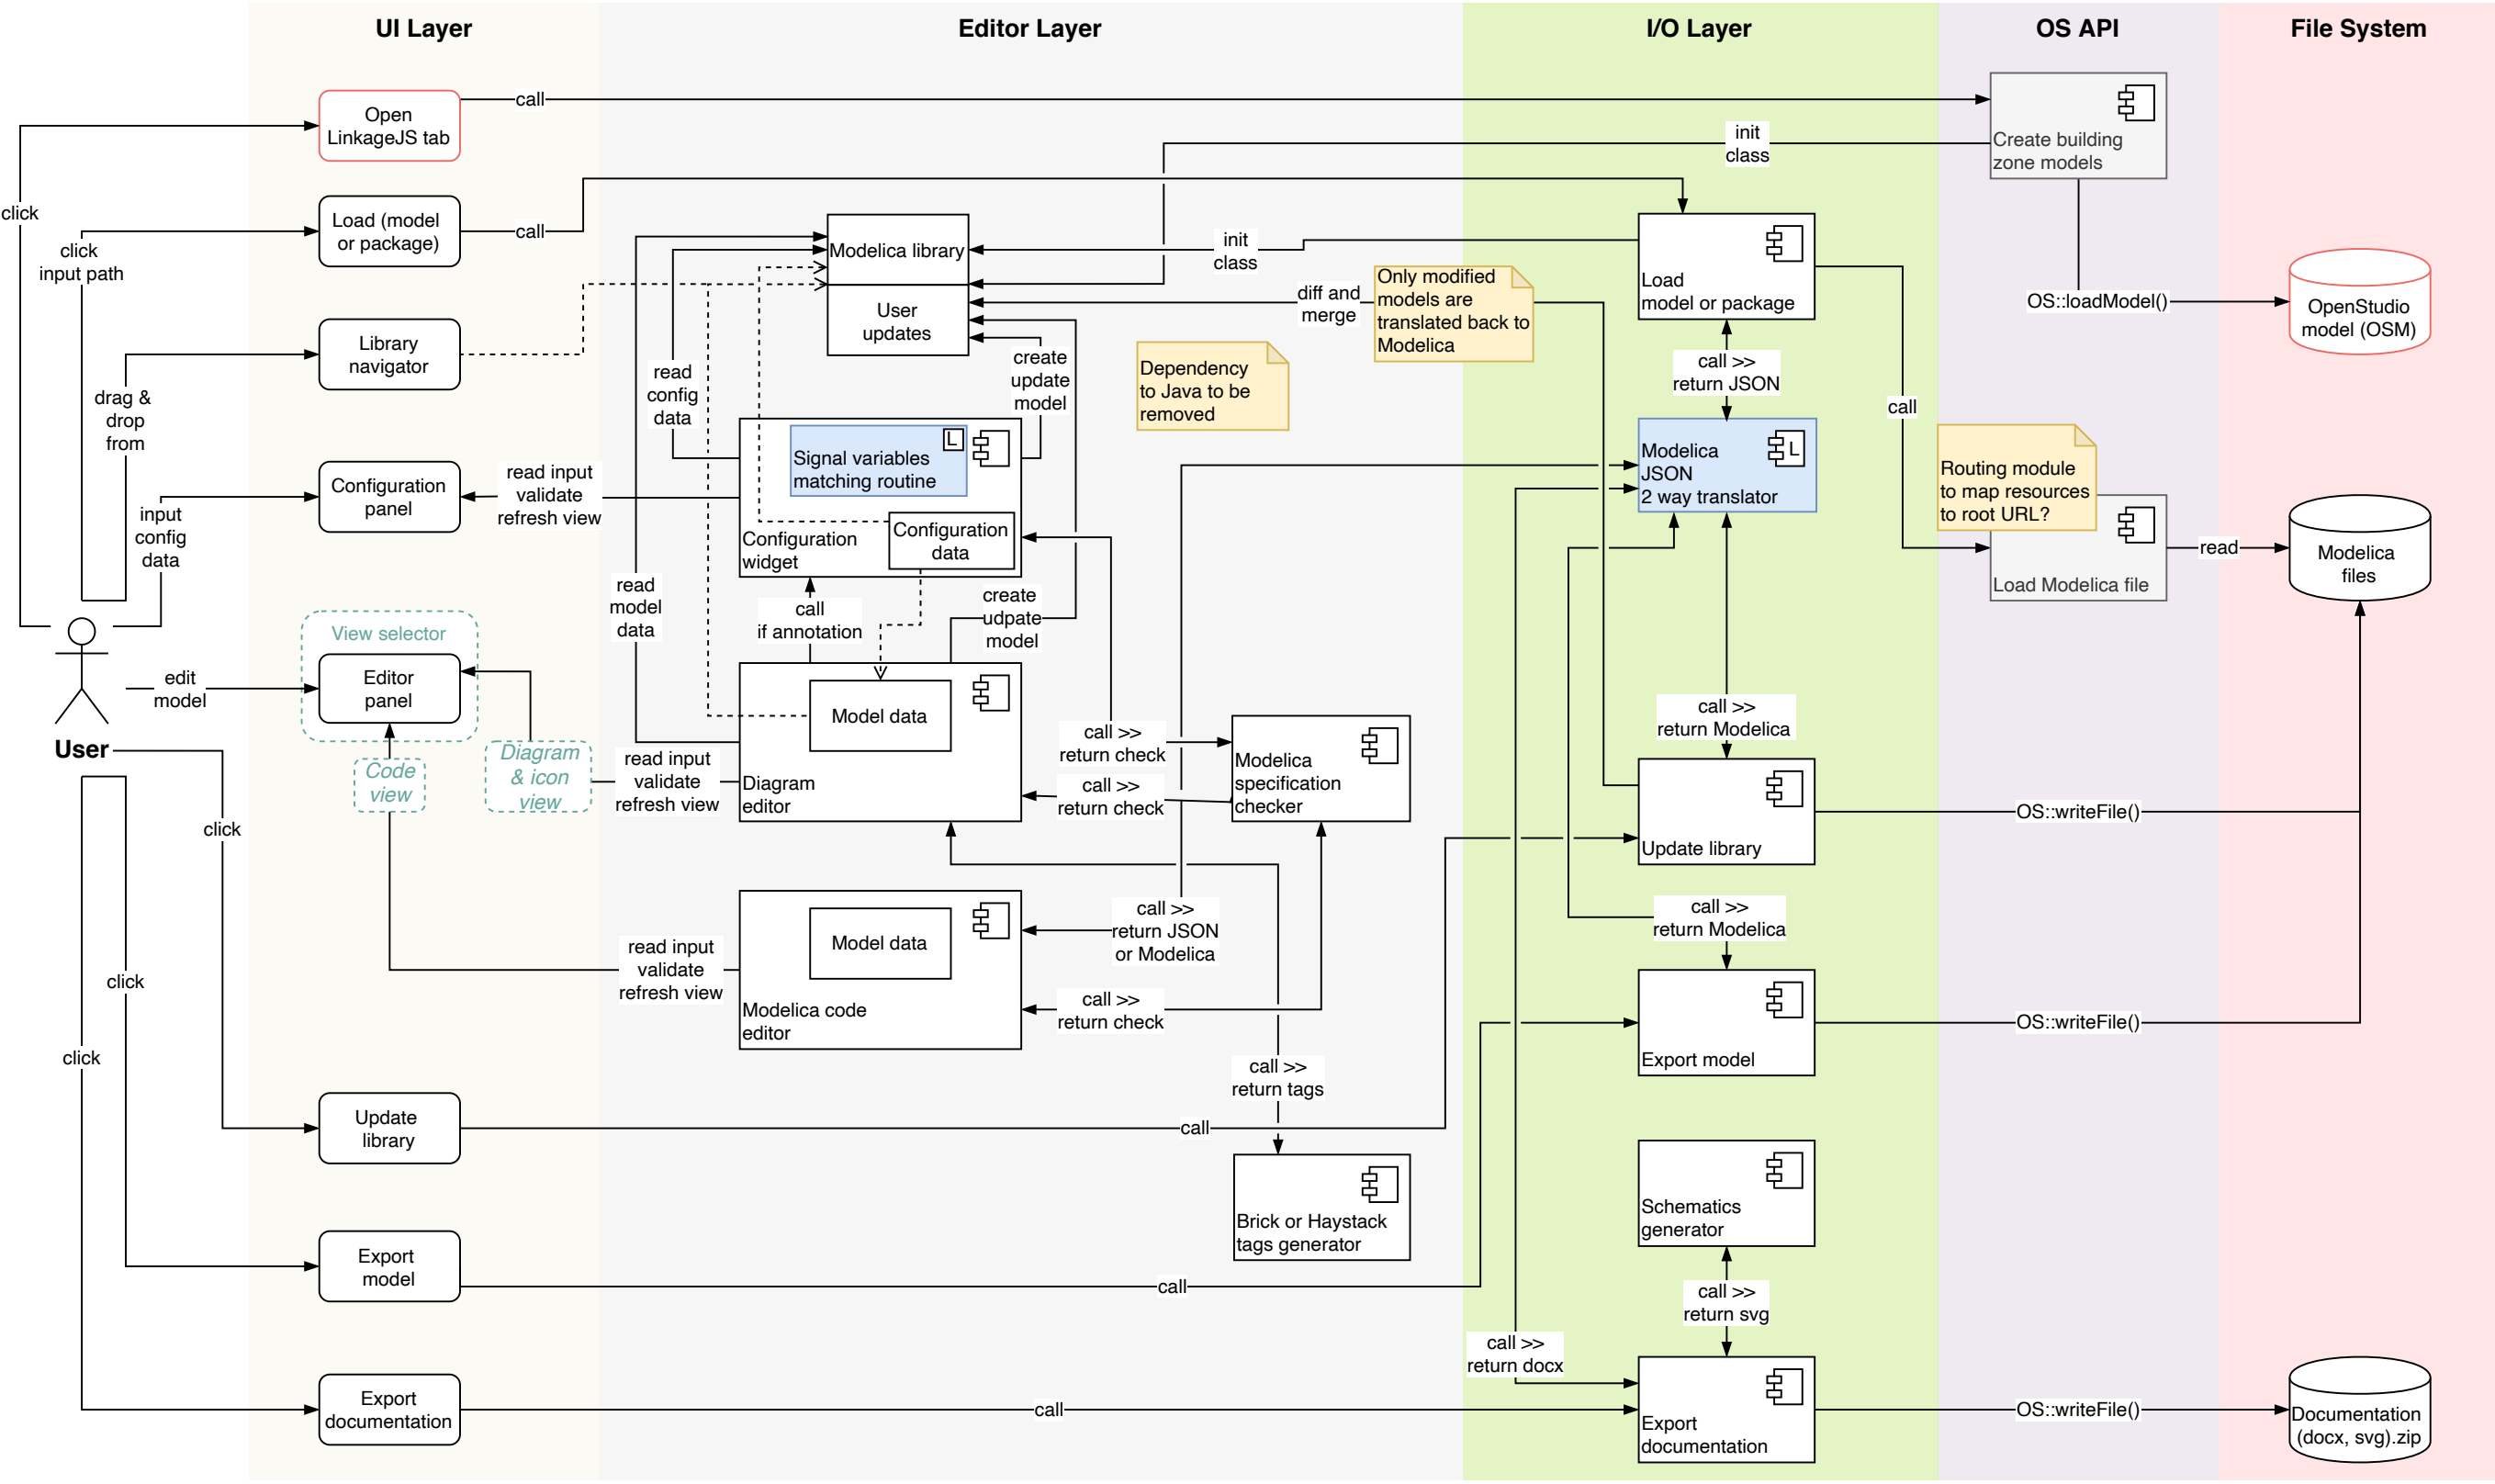 UI Layer
Editor Layer
I/O Layer
OS API
File System
Open
LinkageJS tab
call
click
Create building
zone models
init
class
Load (model
or package)
call
click
input path
Modelica library
User
updates
init
class
Load
model or package
OS::loadModel()
OpenStudio
model (OSM)
diff and
merge
Only modified
models are
translated back to
Modelica
Dependency
to Java to be
removed
Library
navigator
drag &
drop
from
read
config
data
create
update
model
call >>
return JSON
call
Signal variables
matching routine
L
Configuration
data
Configuration
widget
Configuration
panel
read input
validate
refresh view
input
config
data
Modelica
JSON
2 way translator
L
Routing module
to map resources
to root URL?
Load Modelica file
read
Modelica
files
read
model
data
call
if annotation
create
udpate
model
View selector
Editor
panel
edit
model
User
Code
view
Diagram
& icon
view
read input
validate
refresh view
Model data
Diagram
editor
call >>
return check
call >>
return check
Modelica
specification
checker
call >>
return Modelica
Update library
OS::writeFile()
click
click
click
read input
validate
refresh view
Model data
Modelica code
editor
call >>
return JSON
or Modelica
call >>
return check
call >>
return Modelica
Export model
OS::writeFile()
call >>
return tags
Update
library
call
Brick or Haystack
tags generator
Schematics
generator
Export
model
call
call >>
return svg
call >>
return docx
Export
documentation
call
Export
documentation
OS::writeFile()
Documentation
(docx, svg).zip